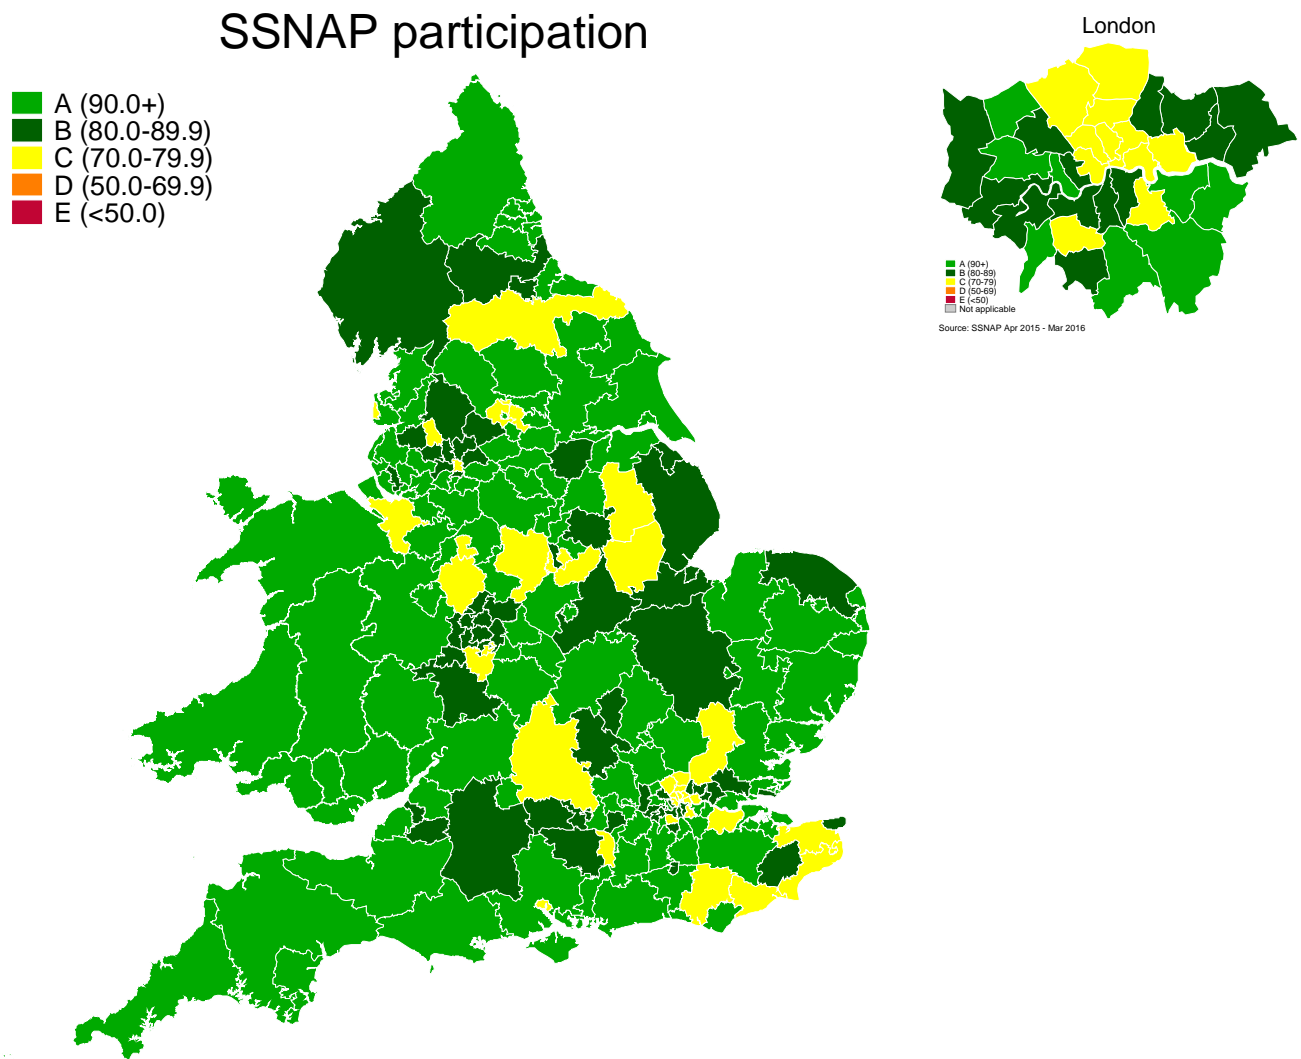 SSNAP participation
A (90.0+)
B (80.0-89.9)
C (70.0-79.9)
D (50.0-69.9)
E (<50.0)
London
A (90+)
B (80-89)
C (70-79)
D (50-69)
E (<50)
Not applicable
Source: SSNAP Apr 2015 - Mar 2016